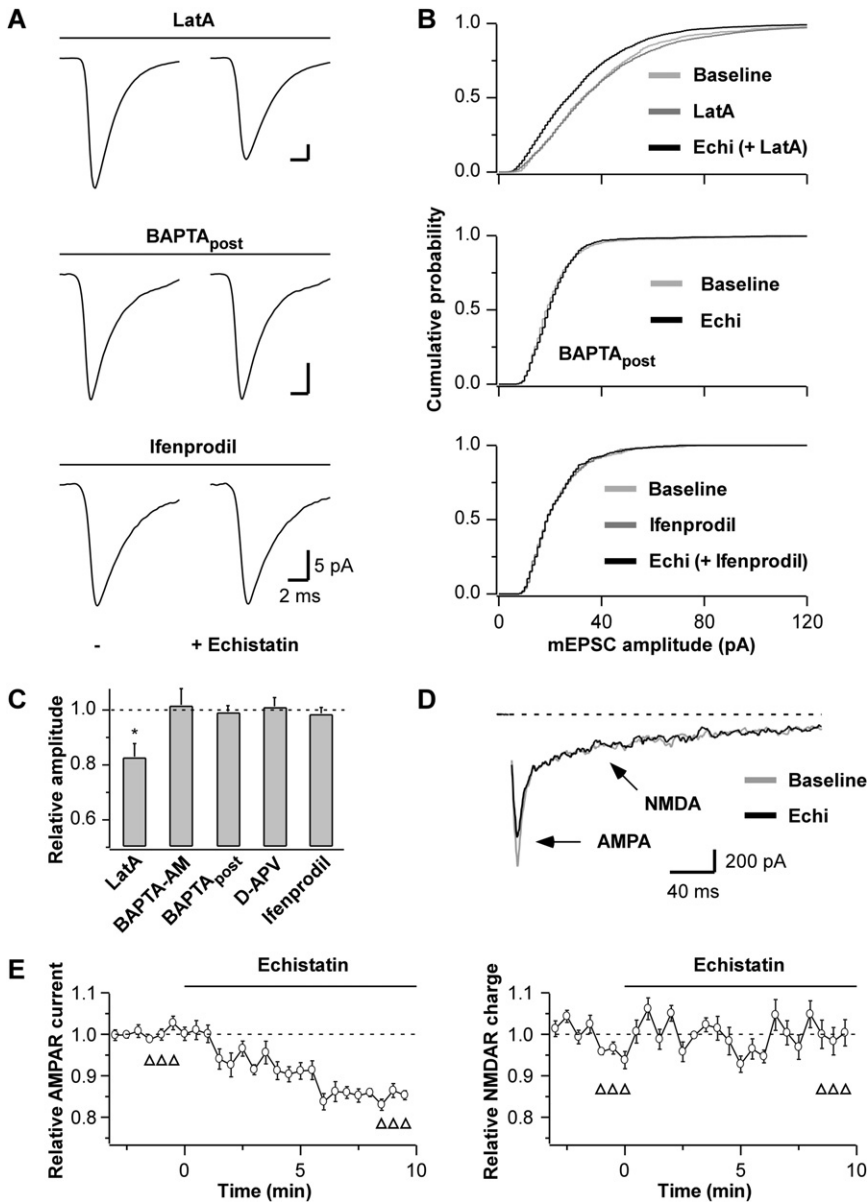 A
LatA
BAPTApost
Ifenprodil
5 pA
2 ms
-
+ Echistatin
B
Cumulative probability
1.0
0.5
0.0
Baseline
LatA
Echi (+ LatA)
1.0
0.5
0.0
Baseline
Echi
BAPTApost
1.0
0.5
0.0
Baseline
Ifenprodil
Echi (+ Ifenprodil)
0
40
80
120
mEPSC amplitude (pA)
C
Relative amplitude
1.0
0.8
0.6
*
LatA
BAPTA-AM
BAPTApost
D-APV
Ifenprodil
D
NMDA
AMPA
Baseline
Echi
200 pA
40 ms
E
Echistatin
Relative AMPAR current
1.1
1.0
0.9
0.8
0
5
10
Time (min)
Echistatin
Relative NMDAR charge
1.1
1.0
0.9
0.8
0
5
10
Time (min)